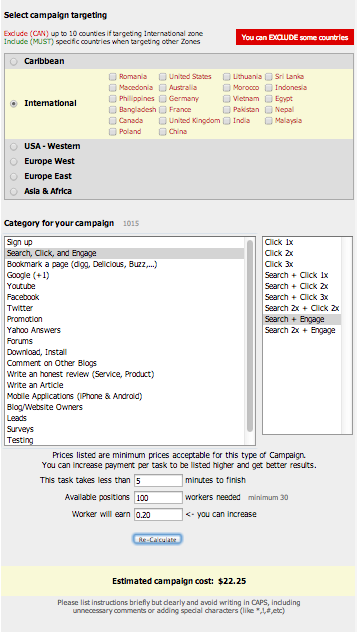 Select campaign targeting
Exclude (CAN) up to 10 counties if targeting International zone
Include (MUST) specific countries when targeting other Zones
You can EXCLUDE some countries
Caribbean
International
Romania United States Lithuania Sri Lanka
Macedonia Australia Morocco Indonesia
Philippines Germany Vietnam Egypt
Bangladesh France Pakistan Nepal
Canada United Kingdom India Malaysia
Poland China
USA - Western
Europe West
Europe East
Asia & Africa
Category for your campaign 1015
Sign up
Search, Click, and Engage
Bookmark a page (digg, Delicious, Buzz,...)
Google (+1)
Youtube
Facebook
Twitter
Promotion
Yahoo Answers
Forums
Download, Install
Comment on Other Blogs
Write an honest review (Service, Product)
Write an Article
Mobile Applications (iPhone & Android)
Blog/Website Owners
Leads
Surveys
Testing
Click 1x
Click 2x
Click 3x
Search + Click 1x
Search + Click 2x
Search + Click 3x
Search 2x + Click 2x
Search + Engage
Search 2x + Engage
Prices listed are minimum prices acceptable for this type of Campaign.
You can increase payment per task to be listed higher and get better results.
This task takes less than 5 minutes to finish
Available positions 100 workers needed minimum 30
Worker will earn 0.20 <- you can increase
Re-Calculate
Estimated campaign cost: $22.25
Please list instructions briefly but clearly and avoid writing in CAPS, including
unnecessary comments or adding special characters (like *,!,#,etc)